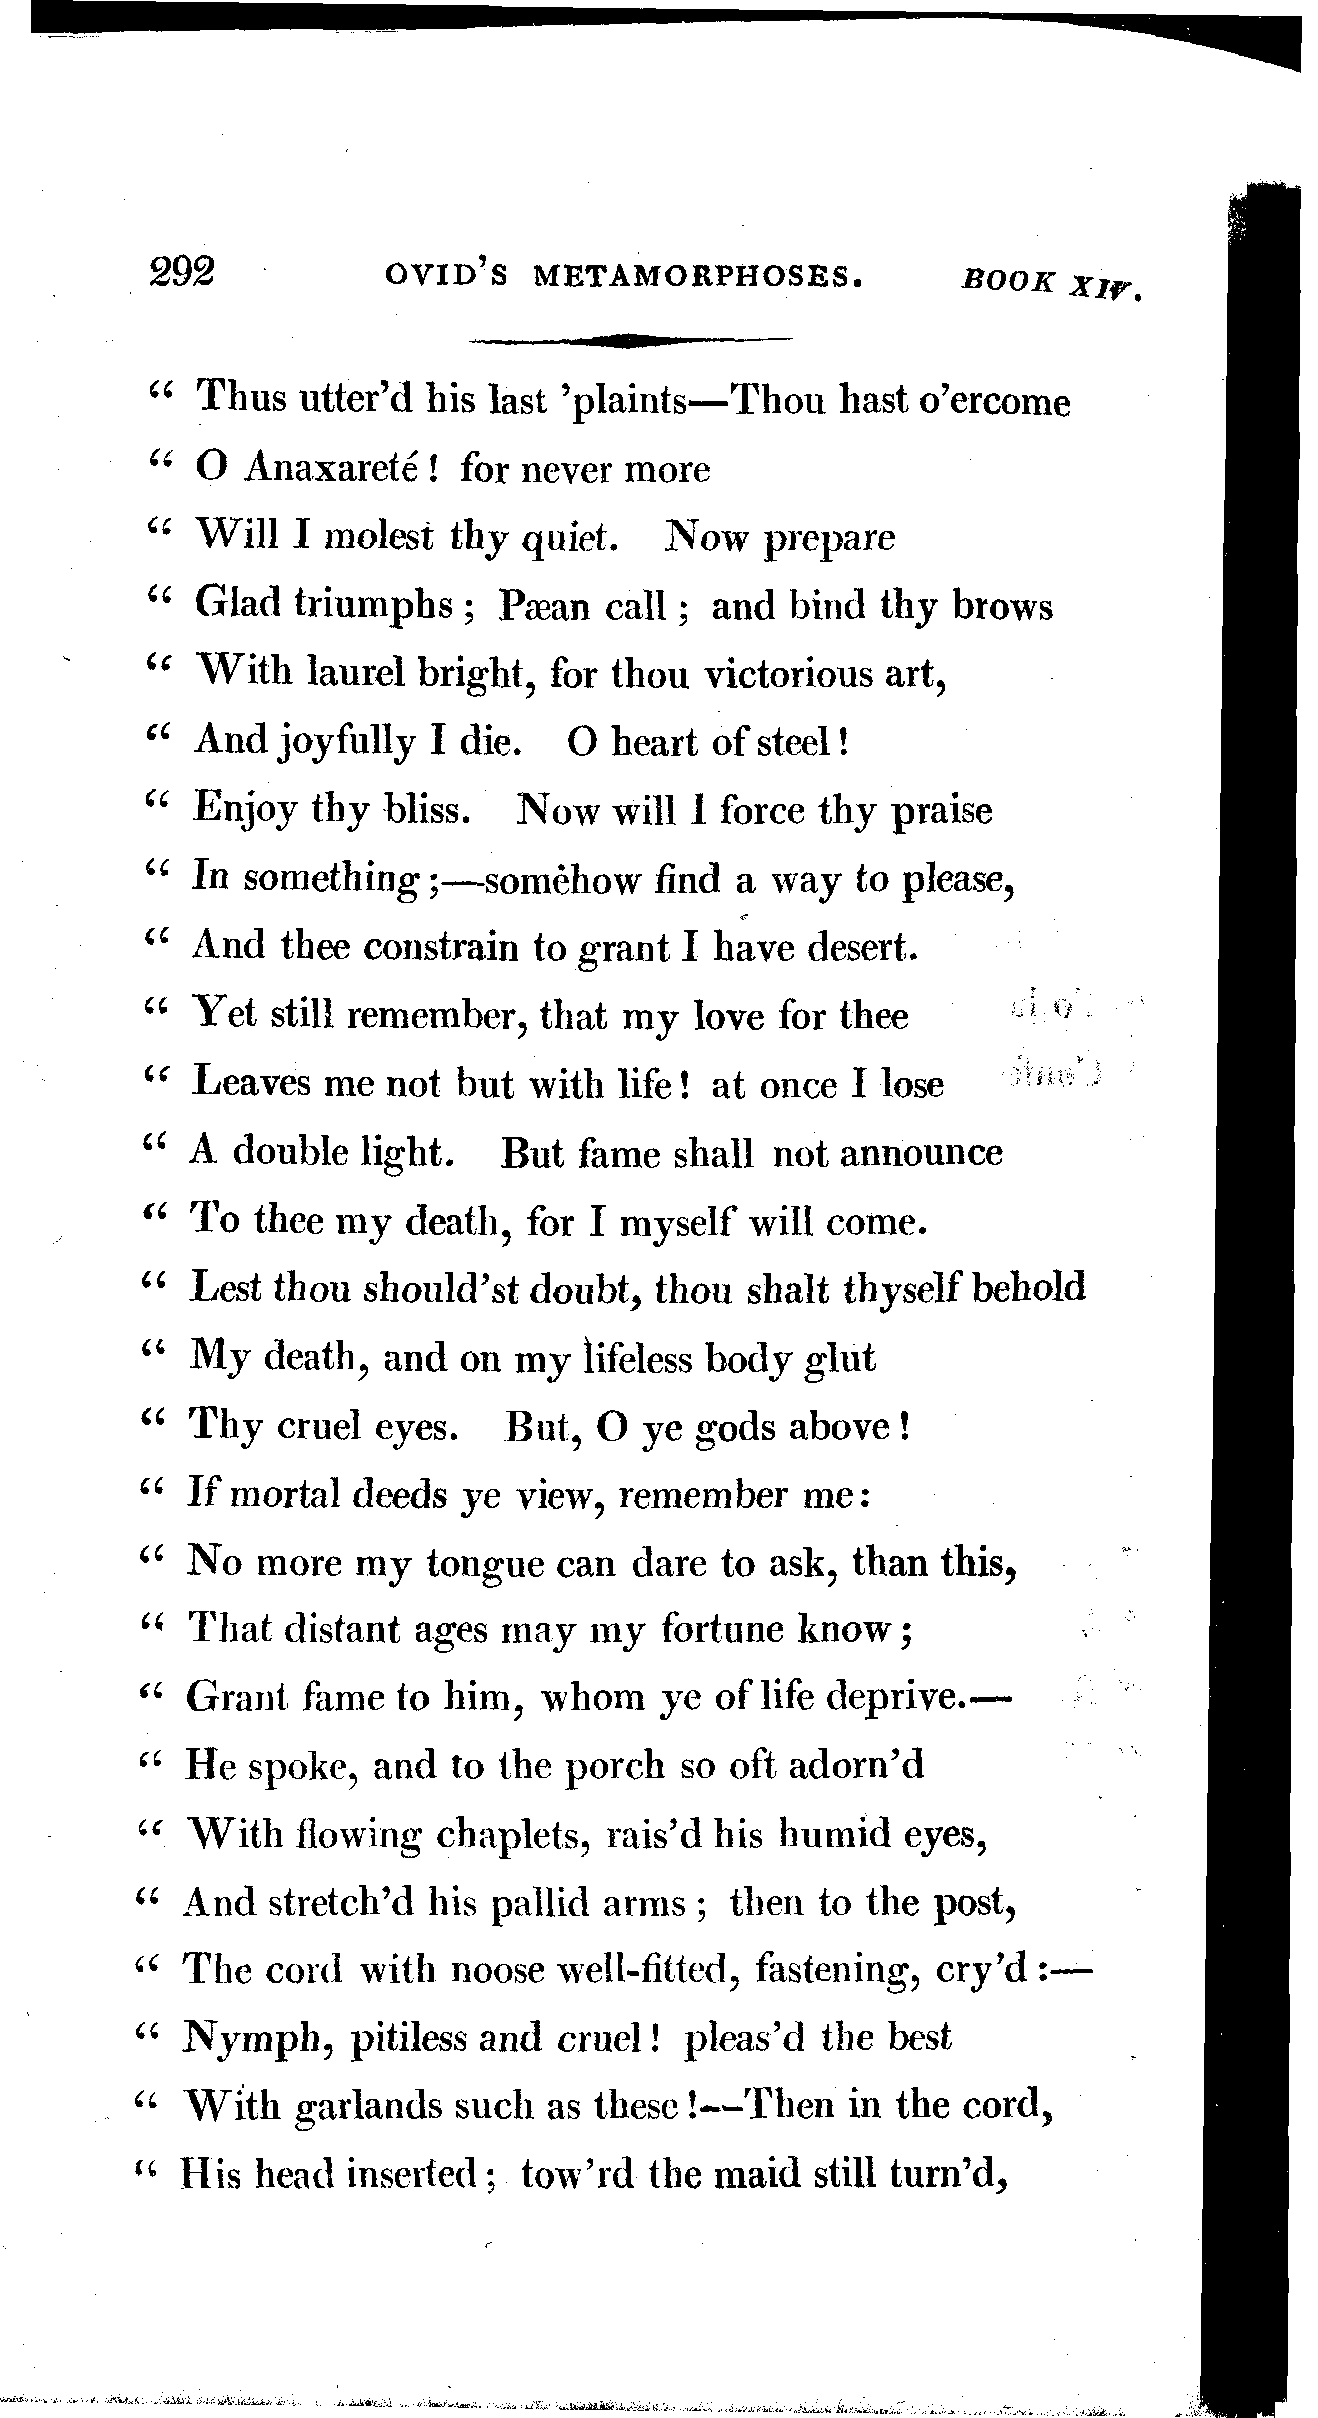 292 OVID'S METAMORPHOSES. BOOK XIV.
“ Thus utter'd his last 'plaints—Thou hast o'ercome
“ O Anaxareté! for never more
“ Will I molest thy quiet. Now prepare
“ Glad triumphs; Pæan call; and bind thy brows
“ With laurel bright, for thou victorious art,
“ And joyfully I die. O heart of steel!
“ Enjoy thy bliss. Now will I force thy praise
“ In something;—somehow find a way to please,
“ And thee constrain to grant I have desert.
“ Yet still remember, that my love for thee
“ Leaves me not but with life! at once I lose
“ A double light. But fame shall not announce
“ To thee my death, for I myself will come.
“ Lest thou should'st doubt, thou shalt thyself behold
“ My death, and on my lifeless body glut
“ Thy cruel eyes. But, O ye gods above!
“ If mortal deeds ye view, remember me:
“ No more my tongue can dare to ask, than this,
“ That distant ages may my fortune know;
“ Grant fame to him, whom ye of life deprive.—
“ He spoke, and to the porch so oft adorn'd
“ With flowing chaplets, rais'd his humid eyes,
“ And stretch'd his pallid arms; then to the post,
“ The cord with noose well-fitted, fastening, cry'd:—
“ Nymph, pitiless and cruel! pleas'd the best
“ With garlands such as these!—Then in the cord,
“ His head inserted; tow'rd the maid still turn'd,